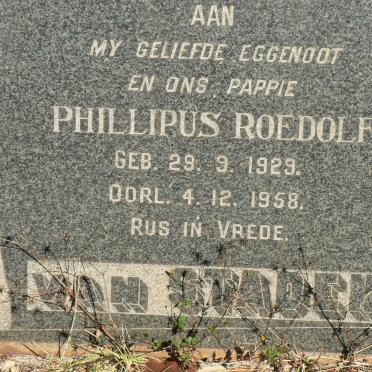 AAN
MY GELIEFDE EGGENOOT
EN ONS PAPPIE
PHILLIPUS ROEDOLF
GEB. 29. 9. 1929.
OORL. 4. 12. 1958.
RUS IN VREDE.
VAN